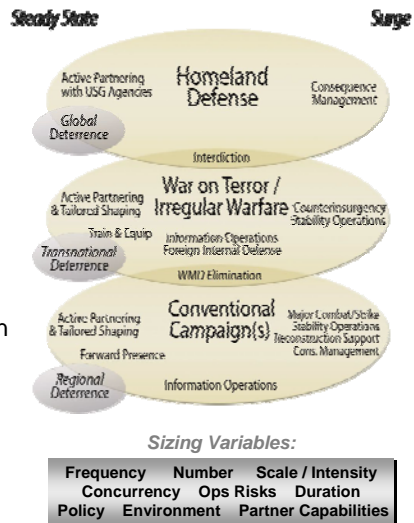 Steady State
Surge
Active Partnering
with USG Agencies
Homeland
Defense
Consequence
Management
Global
Deterrence
Interdiction
Active Partnering
& Tailored Shaping
War on Terror /
Irregular Warfare
Counterinsurgency
Stability Operations
Train & Equip
Information Operations
Foreign Internal Defense
Transnational
Deterrence
WMD Elimination
Active Partnering
& Tailored Shaping
Conventional
Campaign(s)
Major Combat/Strike
Stability Operations
Reconstruction Support
Cons. Management
n
Forward Presence
Regional
Deterrence
Information Operations
Sizing Variables:
Frequency Number Scale / Intensity
Concurrency Ops Risks Duration
Policy Environment Partner Capabilities